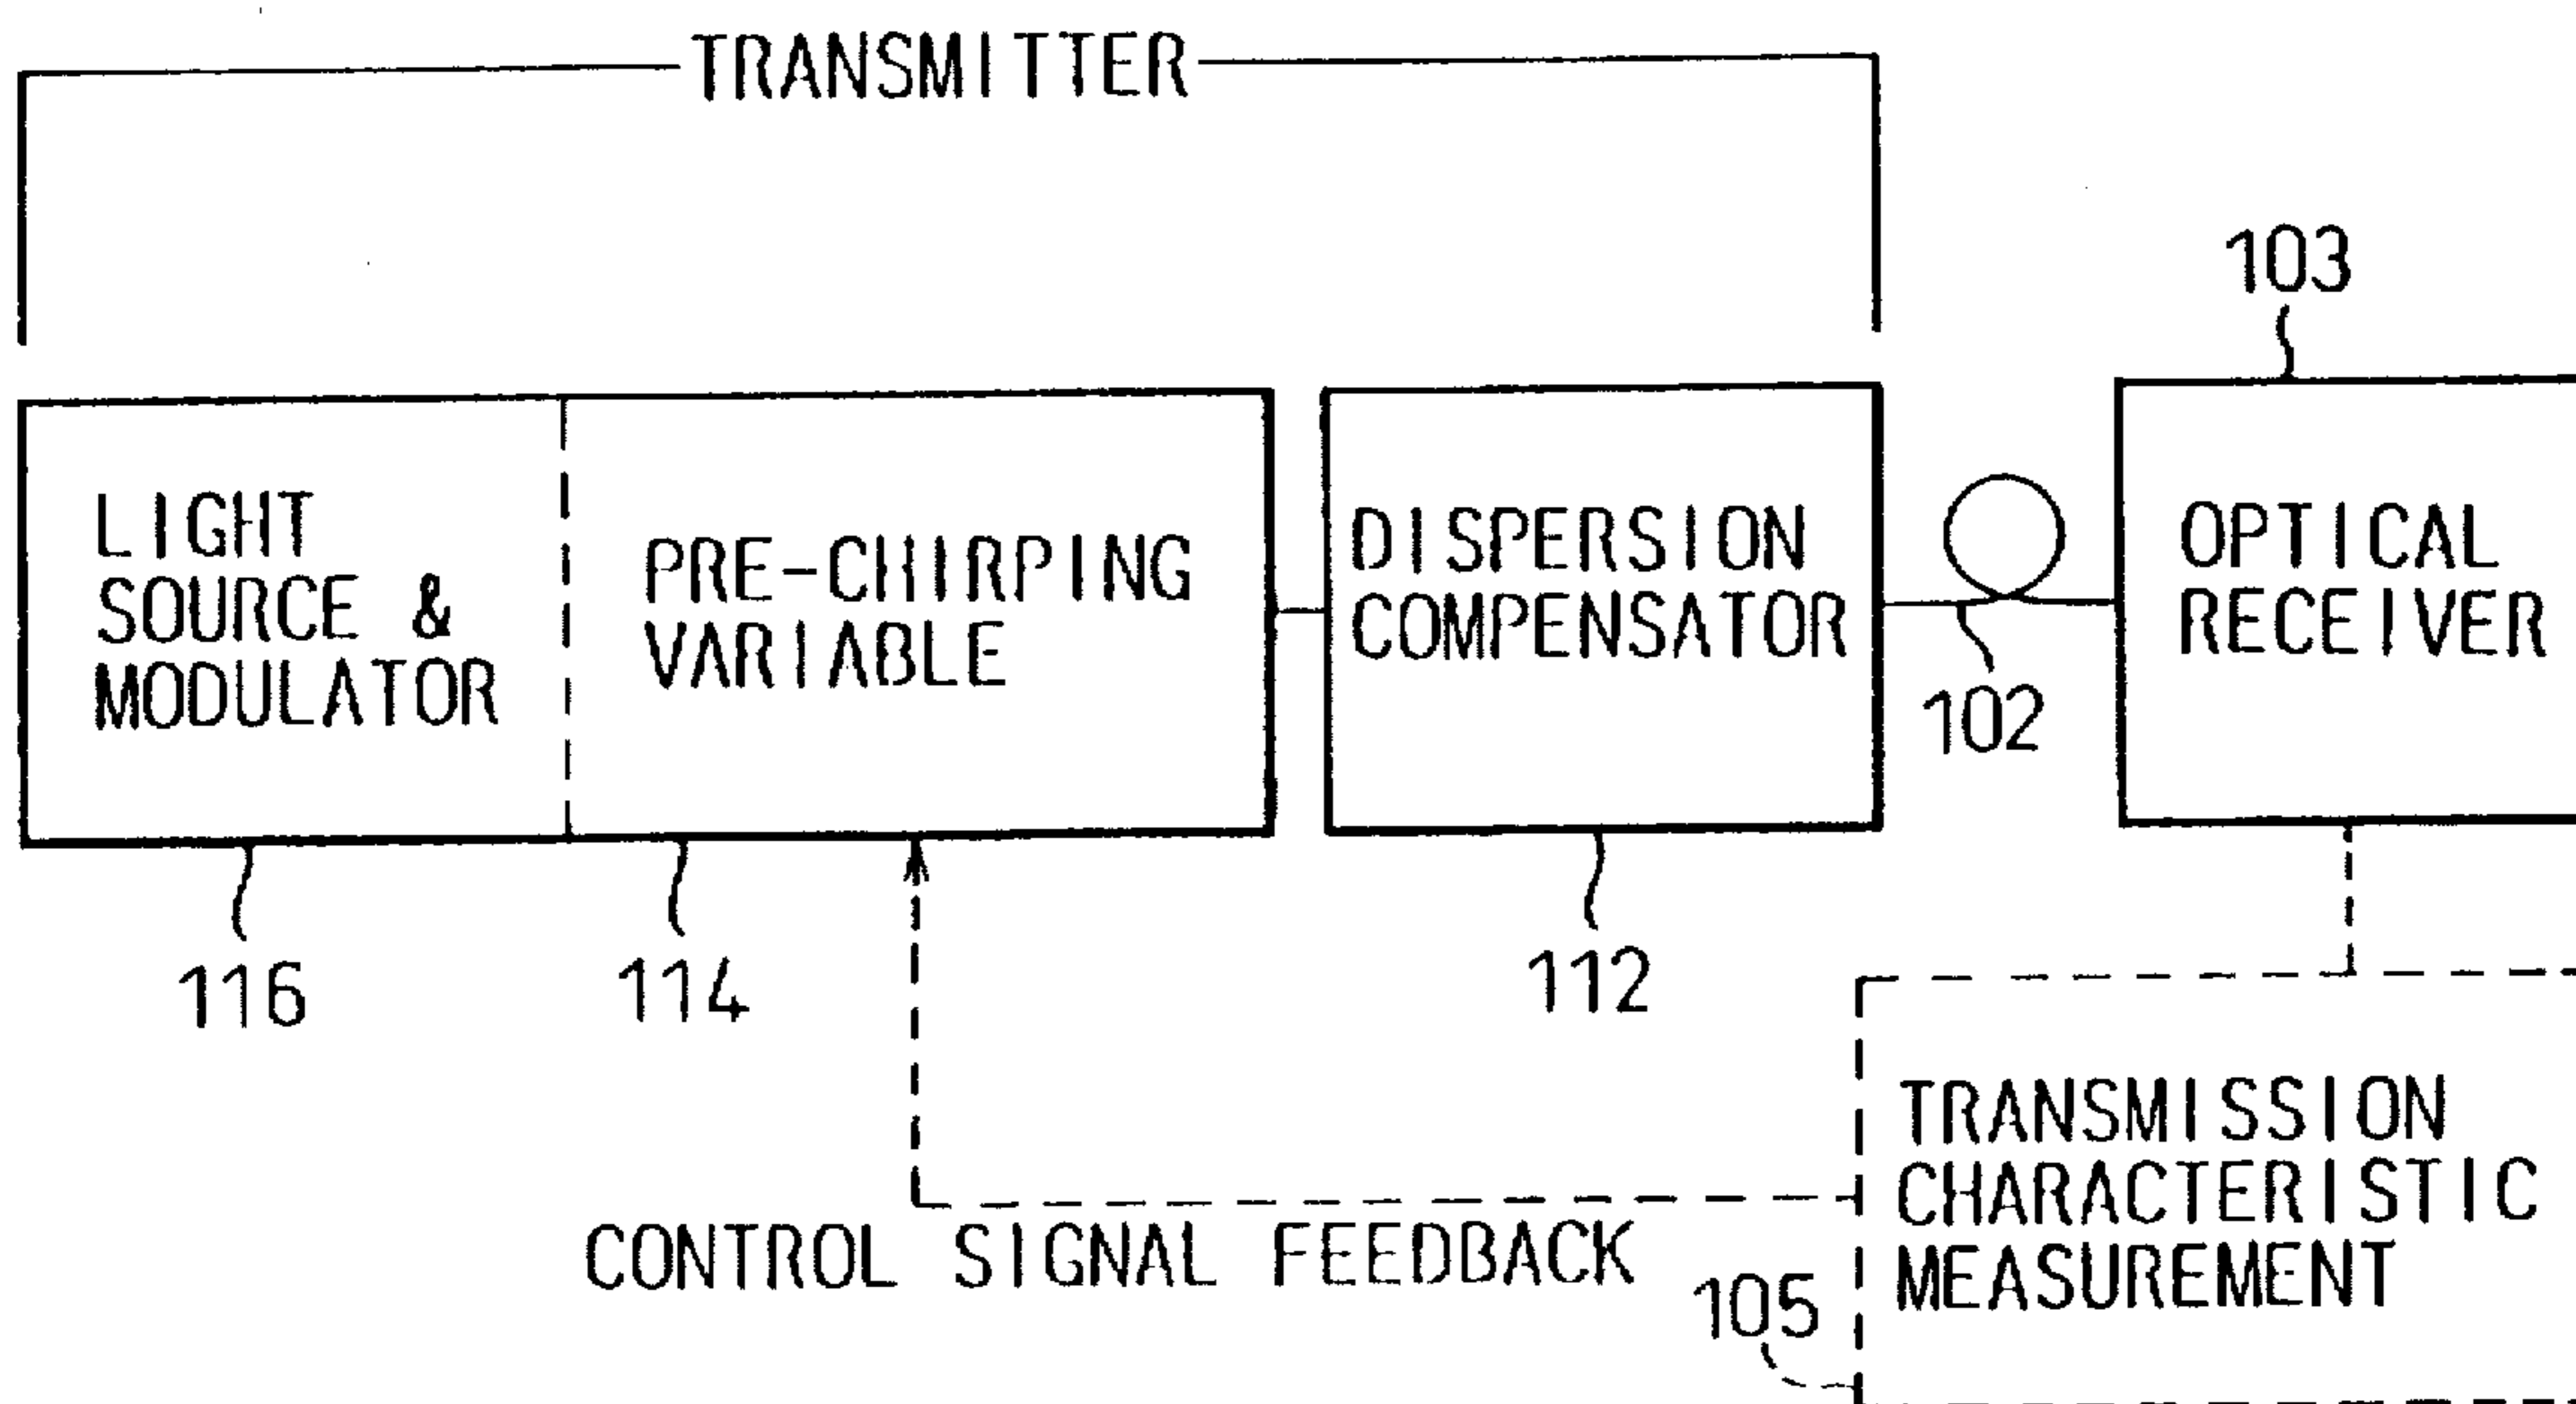 TRANSMITTER
103
LIGHT
SOURCE &
MODULATOR
PRE-CHIRPING
VARIABLE
DISPERSION
COMPENSATOR
OPTICAL
RECEIVER
102
116
114
112
TRANSMISSION
CHARACTERISTIC
MEASUREMENT
CONTROL SIGNAL FEEDBACK
105